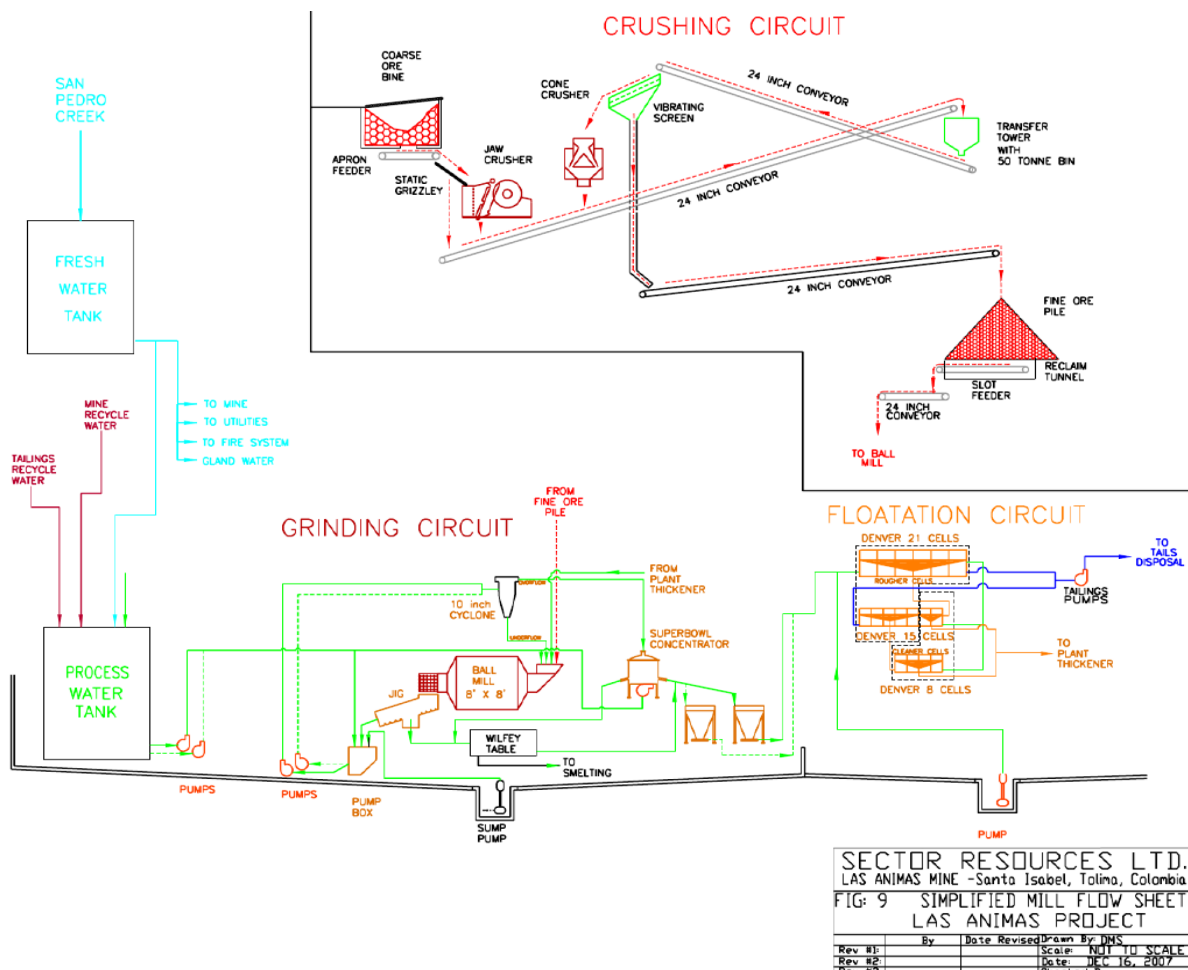 CRUSHING CIRCUIT
COARSE
ORE
BINE
APRON
FEEDER
STATIC
GRIZZLEY
JAW
CRUSHER
CONE
CRUSHER
VIBRATING
SCREEN
24 INCH CONVEYOR
24 INCH CONVEYOR
TRANSFER
TOWER
WITH
50 TONNE BIN
24 INCH CONVEYOR
FINE ORE
PILE
RECLAIM
TUNNEL
SLOT
FEEDER
24 INCH
CONVEYOR
TO BALL
MILL
SAN
PEDRO
CREEK
FRESH
WATER
TANK
TO MINE
TO UTILITIES
TO FIRE SYSTEM
GLAND WATER
MINE
RECYCLE
WATER
TAILINGS
RECYCLE
WATER
PROCESS
WATER
TANK
PUMPS
GRINDING CIRCUIT
FROM
FINE ORE
PILE
OVERFLOW
10 inch
CYCLONE
UNDERFLOW
FROM
PLANT
THICKENER
SUPERBOWL
CONCENTRATOR
BALL
MILL
8' X 8'
JIG
WILFEY
TABLE
TO
SMELTING
PUMPS
PUMP
BOX
SUMP
PUMP
FLOATATION CIRCUIT
DENVER 21 CELLS
ROUGHER CELLS
DENVER 15 CELLS
CLEANER CELLS
DENVER 8 CELLS
TO
TAILS
DISPOSAL
TAILINGS
PUMPS
TO
PLANT
THICKENER
PUMP
SECTOR RESOURCES LTD.
LAS ANIMAS MINE -Santa Isabel, Tolima, Colombia
FIG: 9 SIMPLIFIED MILL FLOW SHEET
LAS ANIMAS PROJECT
By Date Revised Drawn By: DMS
Rev #1: Scale: NOT TO SCALE
Rev #2: Date: DEC 16, 2007